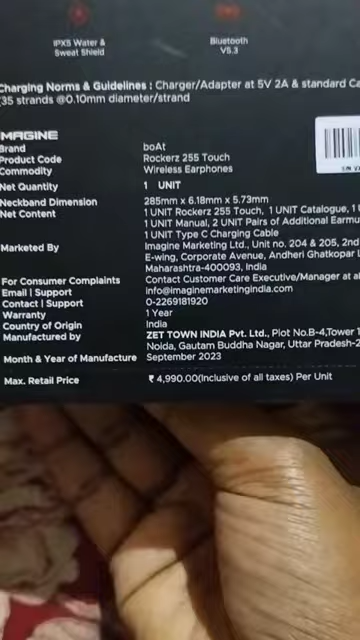 IPX5 Water &
Sweat Shield
Bluetooth
V5.3
Charging Norms & Guidelines : Charger/Adapter at 5V 2A & standard Ca
(35 strands @0.10mm diameter/strand
IMAGINE
Brand boAt
Product Code Rockerz 255 Touch
Commodity Wireless Earphones
Net Quantity 1 UNIT
Neckband Dimension 285mm x 6.18mm x 5.73mm
Net Content 1 UNIT Rockerz 255 Touch, 1 UNIT Catalogue, 1 U
1 UNIT Manual, 2 UNIT Pairs of Additional Earmu
1 UNIT Type C Charging Cable
Marketed By Imagine Marketing Ltd., Unit no. 204 & 205, 2nd
E-wing, Corporate Avenue, Andheri Ghatkopar L
Maharashtra-400093, India
For Consumer Complaints Contact Customer Care Executive/Manager at a
Email | Support info@imaginemarketingindia.com
Contact | Support 0-2269181920
Warranty 1 Year
Country of Origin India
Manufactured by ZET TOWN INDIA Pvt. Ltd., Plot No.B-4,Tower 1
Noida, Gautam Buddha Nagar, Uttar Pradesh-2
Month & Year of Manufacture September 2023
Max. Retail Price ₹ 4,990.00(Inclusive of all taxes) Per Unit